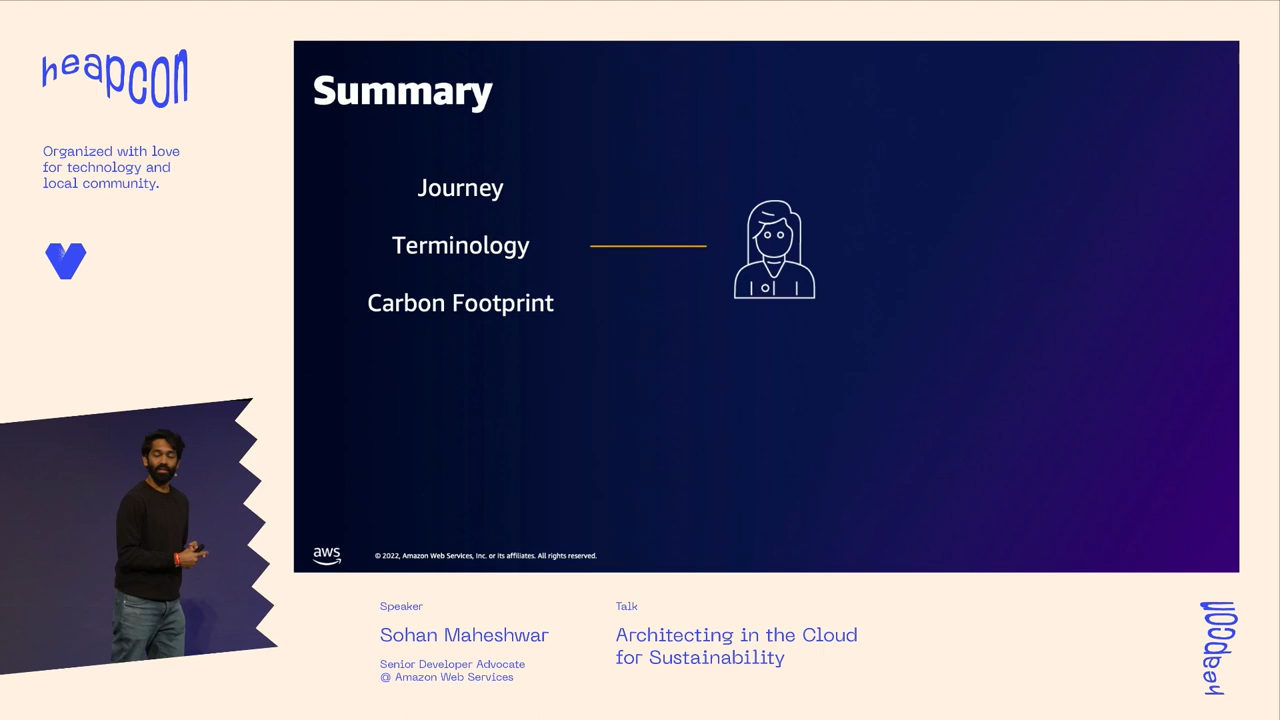 heapcon
Organized with love
for technology and
local community.
Summary
Journey
Terminology
Carbon Footprint
aws
© 2022, Amazon Web Services, Inc. or its affiliates. All rights reserved.
Speaker
Sohan Maheshwar
Senior Developer Advocate
@ Amazon Web Services
Talk
Architecting in the Cloud
for Sustainability
heapcon